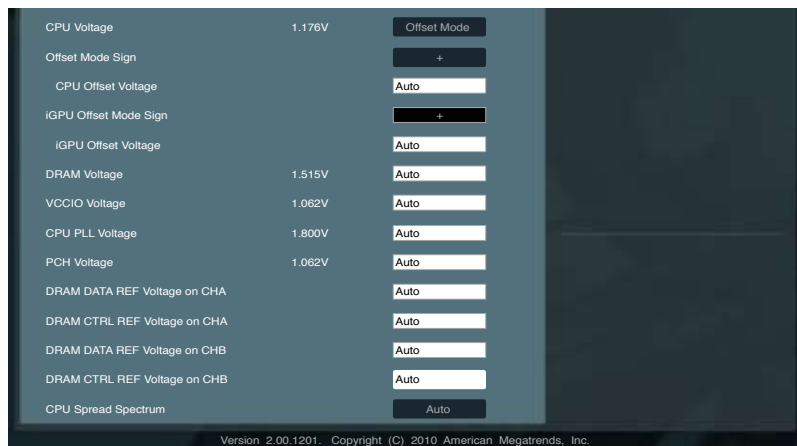 CPU Voltage 1.176V Offset Mode
Offset Mode Sign +
CPU Offset Voltage Auto
iGPU Offset Mode Sign +
iGPU Offset Voltage Auto
DRAM Voltage 1.515V Auto
VCCIO Voltage 1.062V Auto
CPU PLL Voltage 1.800V Auto
PCH Voltage 1.062V Auto
DRAM DATA REF Voltage on CHA Auto
DRAM CTRL REF Voltage on CHA Auto
DRAM DATA REF Voltage on CHB Auto
DRAM CTRL REF Voltage on CHB Auto
CPU Spread Spectrum Auto
Version 2.00.1201. Copyright (C) 2010 American Megatrends, Inc.